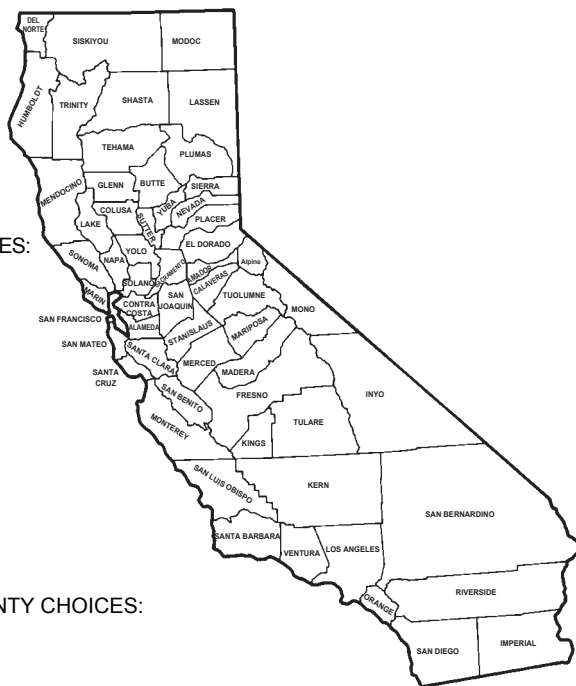 DEL
NORTE
SISKIYOU
MODOC
HUMBOLDT
TRINITY
SHASTA
LASSEN
TEHAMA
PLUMAS
MENDOCINO
GLENN
BUTTE
SIERRA
COLUSA
SUTTER
YUBA
NEVADA
LAKE
PLACER
ES:
SONOMA
NAPA
YOLO
EL DORADO
SACRAMENTO
AMADOR
Alpine
MARIN
SOLANO
CALAVERAS
SAN
JOAQUIN
TUOLUMNE
CONTRA
COSTA
MONO
SAN FRANCISCO
ALAMEDA
STANISLAUS
MARIPOSA
SAN MATEO
SANTA CLARA
MERCED
SANTA
CRUZ
MADERA
SAN BENITO
FRESNO
INYO
MONTEREY
KINGS
TULARE
SAN LUIS OBISPO
KERN
SAN BERNARDINO
SANTA BARBARA
VENTURA
LOS ANGELES
ORANGE
RIVERSIDE
NTY CHOICES:
SAN DIEGO
IMPERIAL